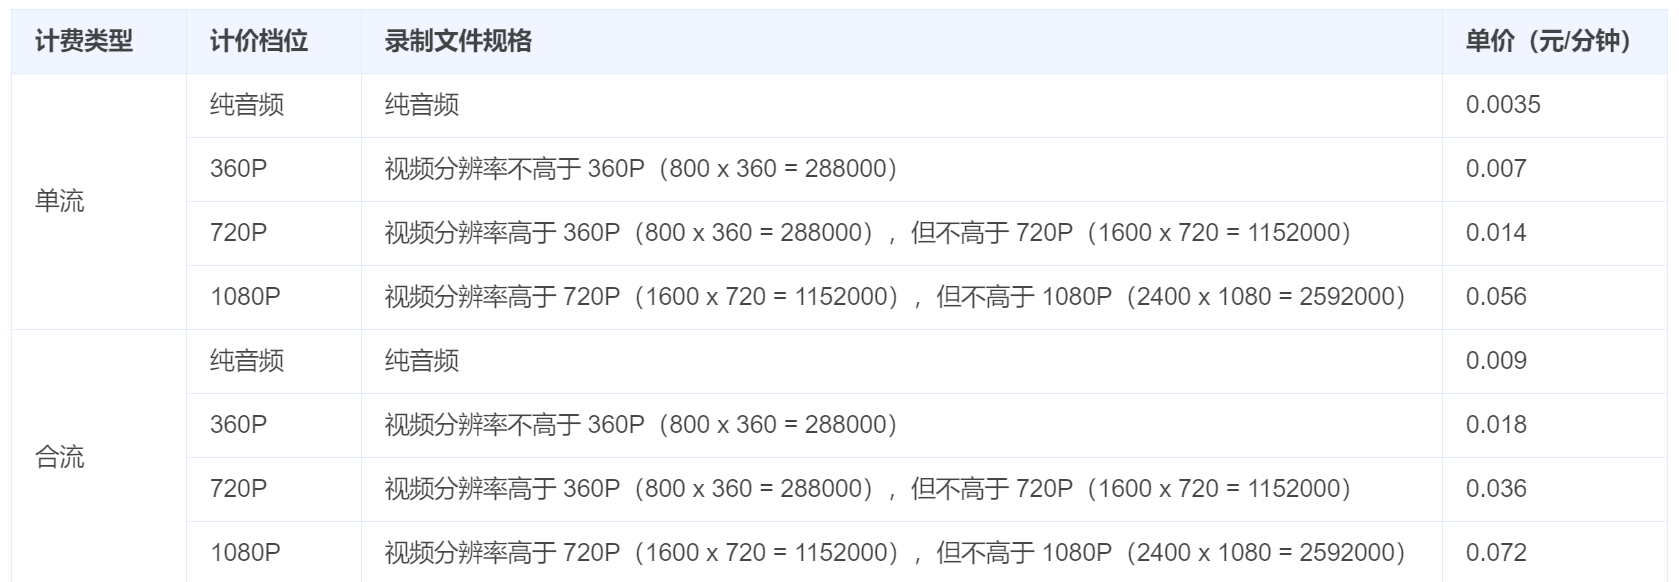 计费类型 计价档位 录制文件规格 单价（元/分钟）
单流
纯音频 纯音频 0.0035
360P 视频分辨率不高于 360P（800 x 360 = 288000） 0.007
720P 视频分辨率高于 360P（800 x 360 = 288000），但不高于 720P（1600 x 720 = 1152000） 0.014
1080P 视频分辨率高于 720P（1600 x 720 = 1152000），但不高于 1080P（2400 x 1080 = 2592000） 0.056
合流
纯音频 纯音频 0.009
360P 视频分辨率不高于 360P（800 x 360 = 288000） 0.018
720P 视频分辨率高于 360P（800 x 360 = 288000），但不高于 720P（1600 x 720 = 1152000） 0.036
1080P 视频分辨率高于 720P（1600 x 720 = 1152000），但不高于 1080P（2400 x 1080 = 2592000） 0.072